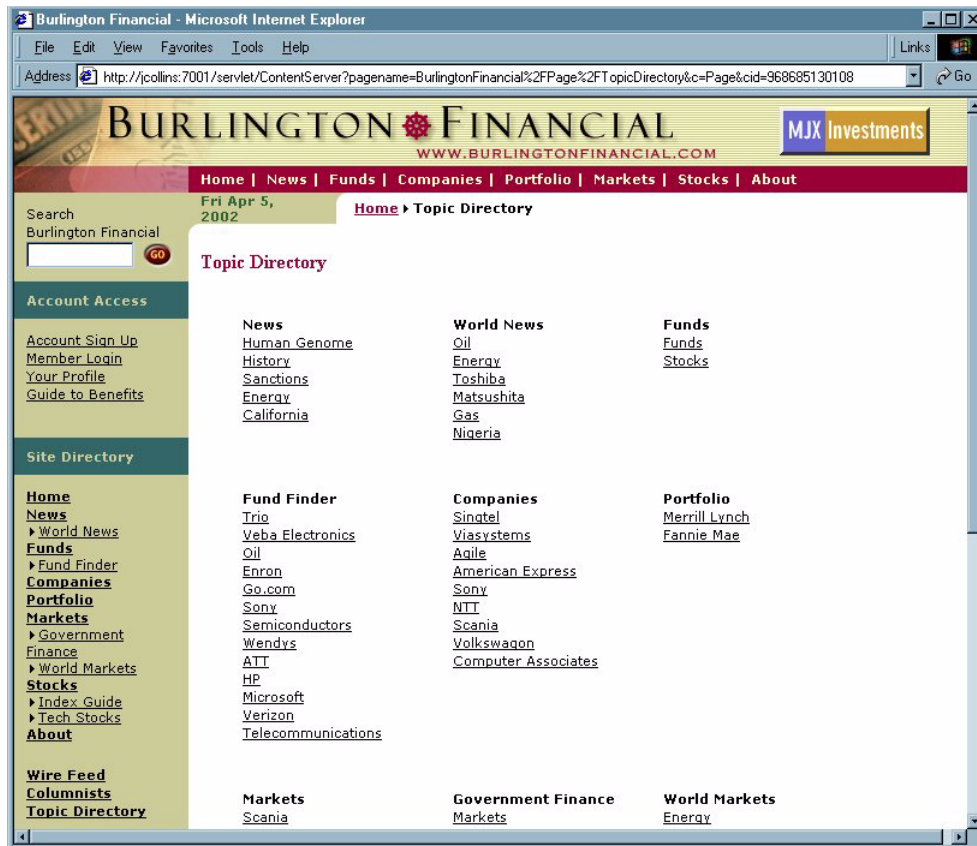 Burlington Financial - Microsoft Internet Explorer
File Edit View Favorites Tools Help Links
Address http://jcollins:7001/servlet/ContentServer?pagename=BurlingtonFinancial%2FPage%2FTopicDirectory&c=Page&cid=968685130108 Go
BURLINGTON FINANCIAL
WWW.BURLINGTONFINANCIAL.COM
MJX Investments
Home | News | Funds | Companies | Portfolio | Markets | Stocks | About
Fri Apr 5, 2002
Home Topic Directory
Search
Burlington Financial
GO
Account Access
Account Sign Up
Member Login
Your Profile
Guide to Benefits
Site Directory
Home
News
World News
Funds
Fund Finder
Companies
Portfolio
Markets
Government
Finance
World Markets
Stocks
Index Guide
Tech Stocks
About
Wire Feed
Columnists
Topic Directory
Topic Directory
News
Human Genome
History
Sanctions
Energy
California
World News
Oil
Energy
Toshiba
Matsushita
Gas
Nigeria
Funds
Funds
Stocks
Fund Finder
Trio
Veba Electronics
Oil
Enron
Go.com
Sony
Semiconductors
Wendys
ATT
HP
Microsoft
Verizon
Telecommunications
Companies
Singtel
Viasystems
Agile
American Express
Sony
NTT
Scania
Volkswagon
Computer Associates
Portfolio
Merrill Lynch
Fannie Mae
Markets
Scania
Government Finance
Markets
World Markets
Energy